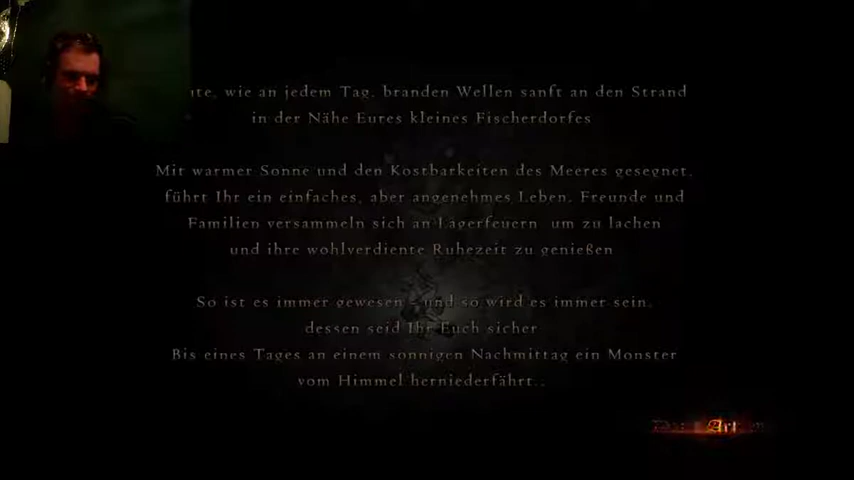 wie an jedem Tag, branden Wellen sanft an den Strand
in der Nähe Eures kleines Fischerdorfes
Mit warmer Sonne und den Kostbarkeiten des Meeres gesegnet,
führt Ihr ein einfaches, aber angenehmes Leben. Freunde und
Familien versammeln sich an Lagerfeuern, um zu lachen
und ihre wohlverdiente Ruhezeit zu genießen
So ist es immer gewesen - und so wird es immer sein,
dessen seid Ihr Euch sicher
Bis eines Tages an einem sonnigen Nachmittag ein Monster
vom Himmel herniederfährt..